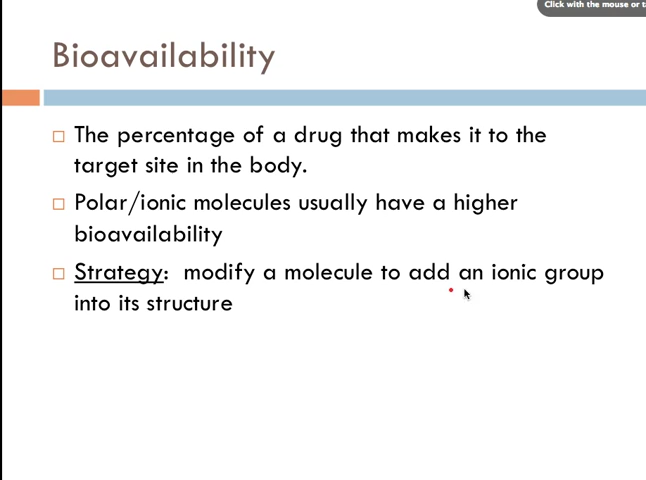 Click with the mouse or t
Bioavailability
The percentage of a drug that makes it to the
target site in the body.
Polar/ionic molecules usually have a higher
bioavailability
Strategy: modify a molecule to add an ionic group
into its structure